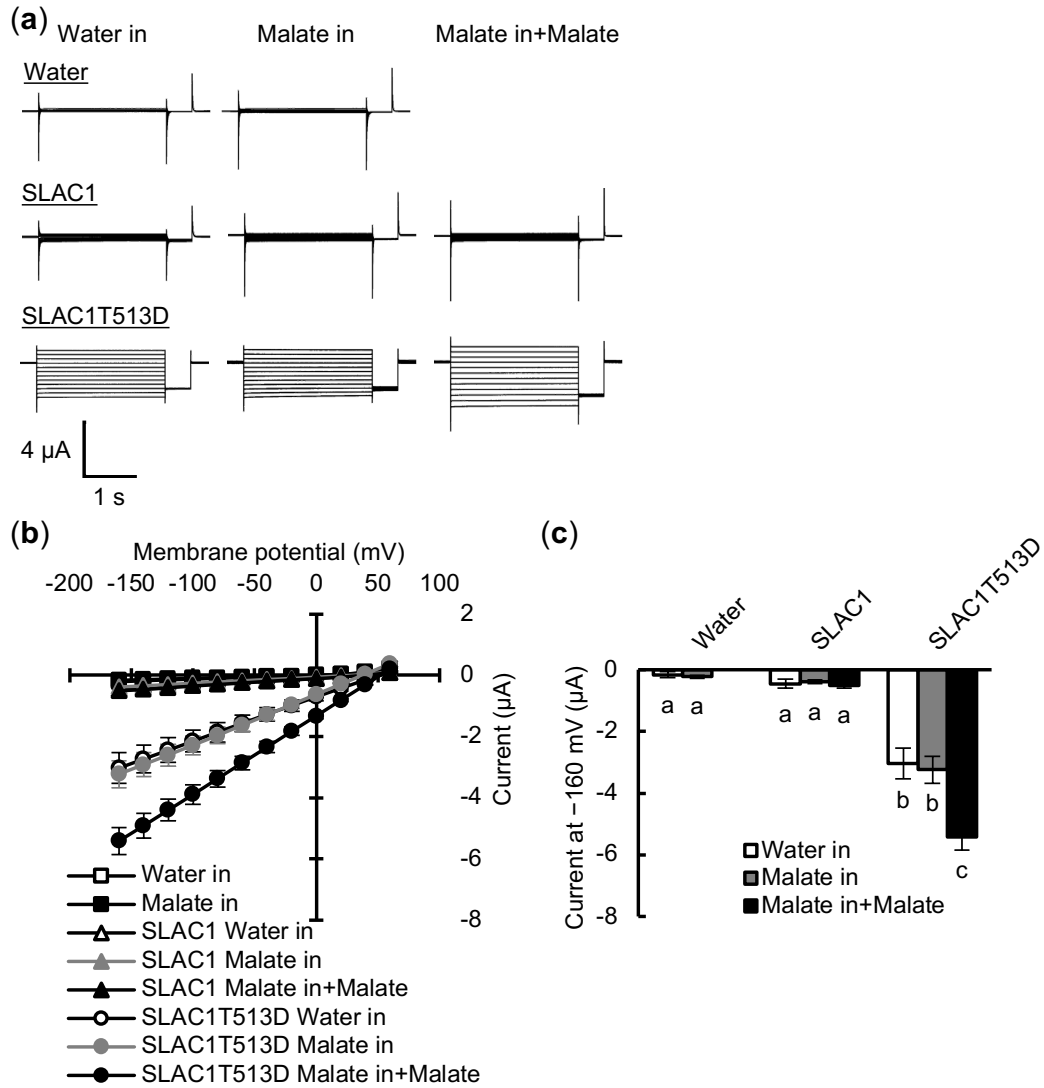 (a)
Water in Malate in Malate in+Malate
Water
SLAC1
SLAC1T513D
4 µA
1 s
(b)
Membrane potential (mV)
-200 -150 -100 -50 0 50 100
2
0
-2
-4
-6
-8
Current (µA)
Water in
Malate in
SLAC1 Water in
SLAC1 Malate in
SLAC1 Malate in+Malate
SLAC1T513D Water in
SLAC1T513D Malate in
SLAC1T513D Malate in+Malate
(c)
Water SLAC1 SLAC1T513D
0
-2
-4
-6
-8
Current at −160 mV (µA)
a a a a a
b b
c
Water in
Malate in
Malate in+Malate